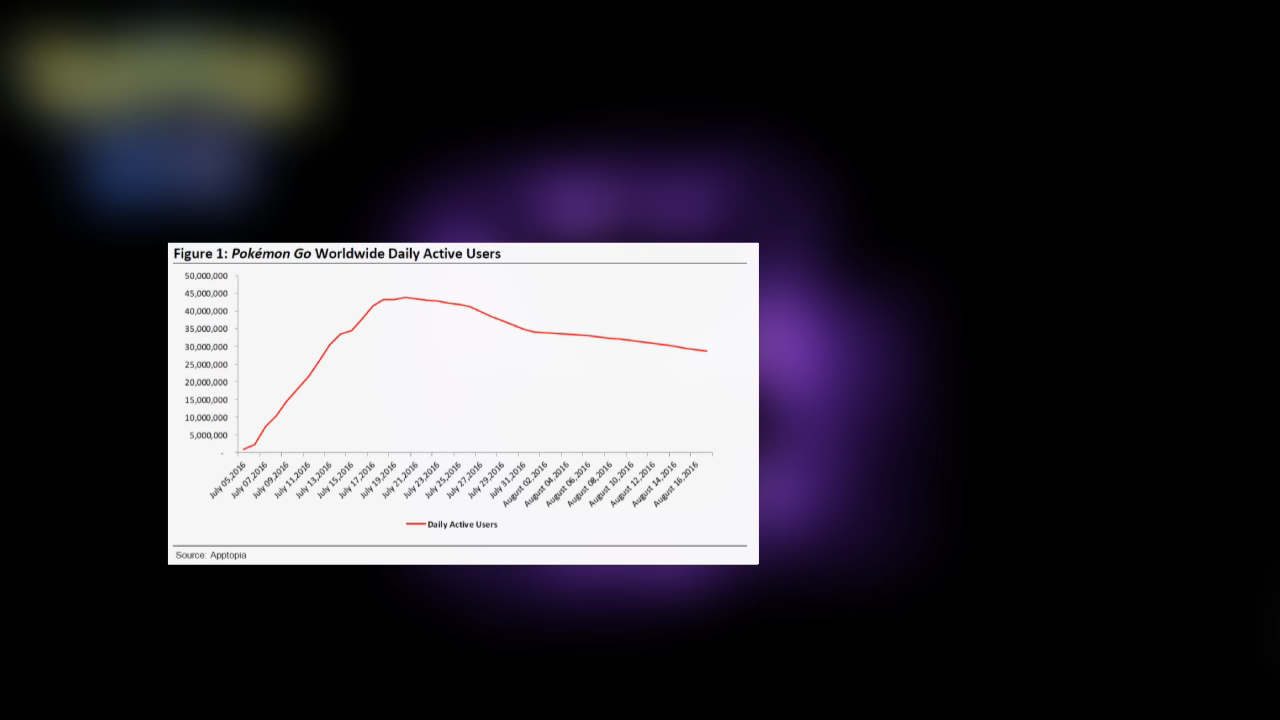 Figure 1: Pokémon Go Worldwide Daily Active Users
50,000,000
45,000,000
40,000,000
35,000,000
30,000,000
25,000,000
20,000,000
15,000,000
10,000,000
5,000,000
-
July 05,2016
July 07,2016
July 09,2016
July 11,2016
July 13,2016
July 15,2016
July 17,2016
July 19,2016
July 21,2016
July 23,2016
July 25,2016
July 27,2016
July 29,2016
July 31,2016
August 02, 2016
August 04, 2016
August 06, 2016
August 08, 2016
August 10, 2016
August 12, 2016
August 14, 2016
August 16, 2016
Daily Active Users
Source: Apptopia